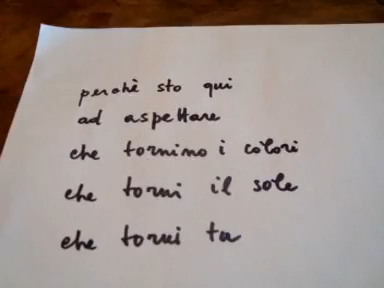 perchè sto qui
ad aspettare
che tornino i colori
che torni il sole
che torni tu